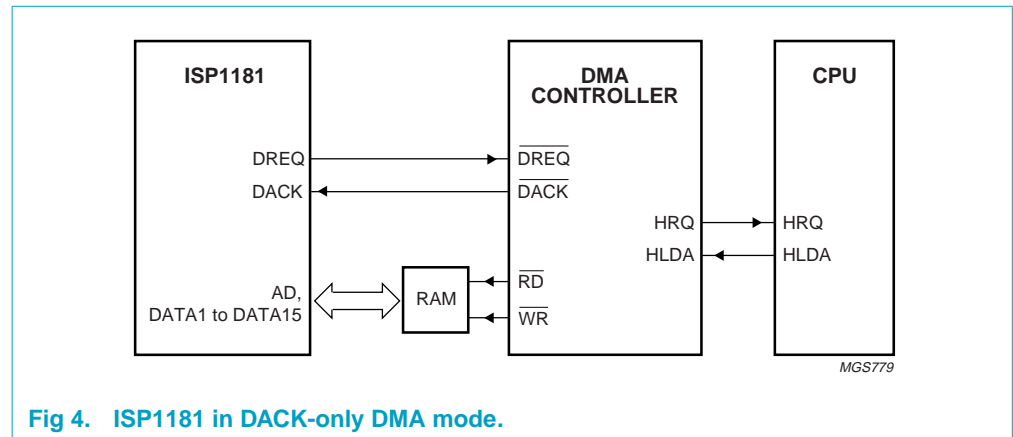 ISP1181
DREQ
DACK
AD,
DATA1 to DATA15
RAM
DMA
CONTROLLER
DREQ
DACK
HRQ
HLDA
RD
WR
CPU
HRQ
HLDA
MGS779
Fig 4. ISP1181 in DACK-only DMA mode.